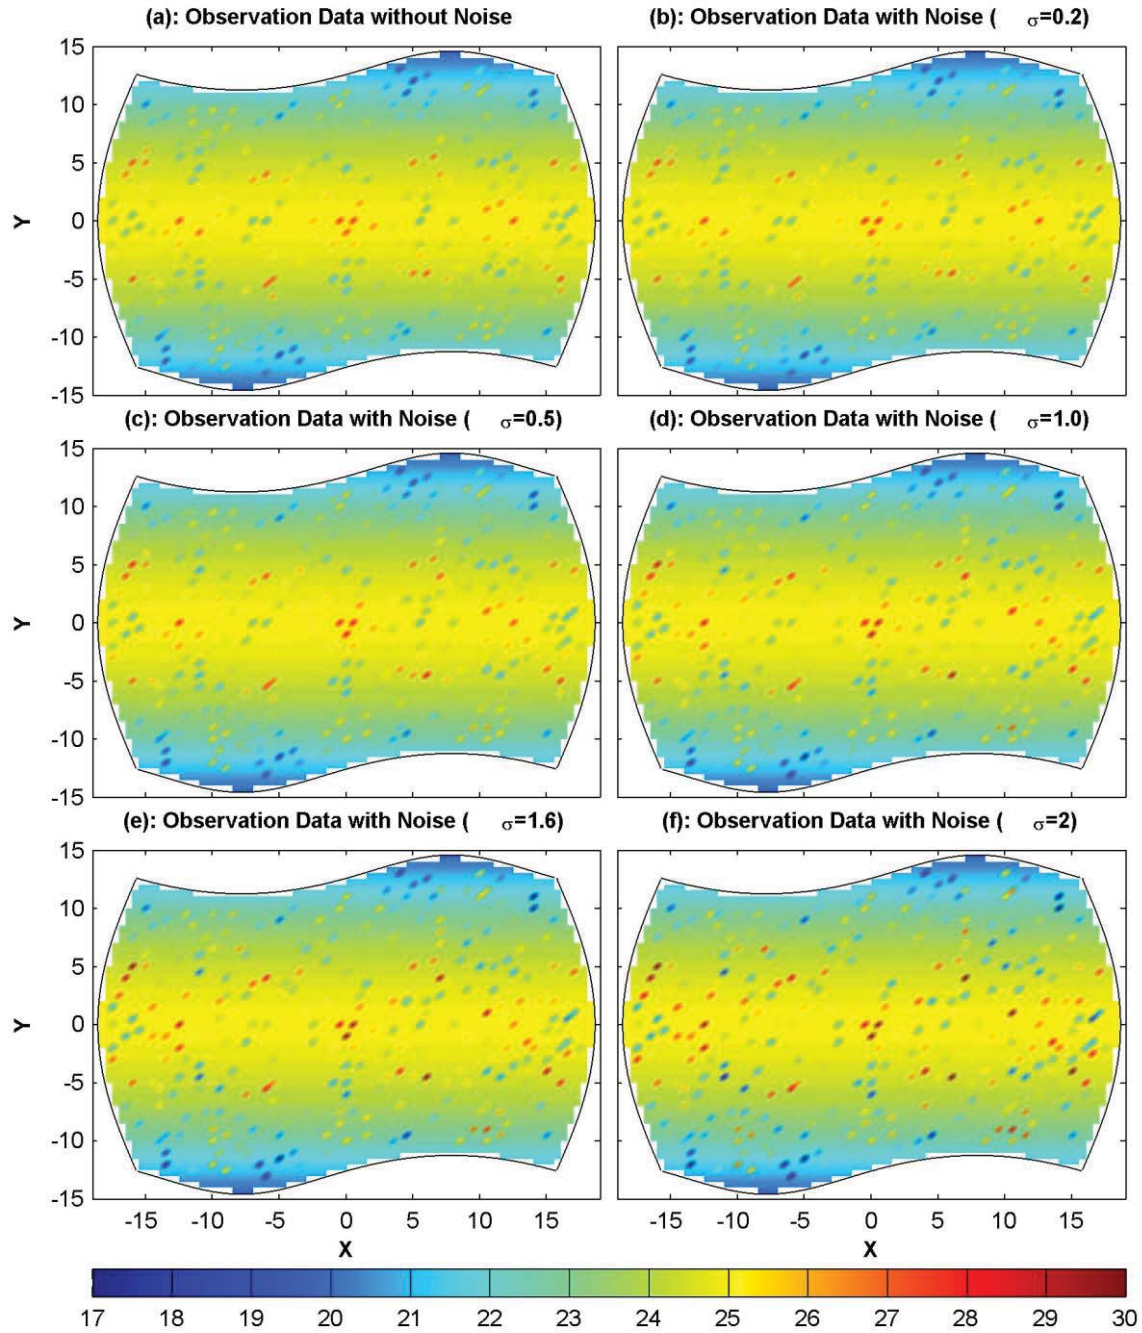 (a): Observation Data without Noise
(b): Observation Data with Noise ( σ=0.2)
15
10
5
0
-5
-10
-15
Y
(c): Observation Data with Noise ( σ=0.5)
(d): Observation Data with Noise ( σ=1.0)
15
10
5
0
-5
-10
-15
Y
(e): Observation Data with Noise ( σ=1.6)
(f): Observation Data with Noise ( σ=2)
15
10
5
0
-5
-10
-15
Y
-15 -10 -5 0 5 10 15
-15 -10 -5 0 5 10 15
X
X
17 18 19 20 21 22 23 24 25 26 27 28 29 30